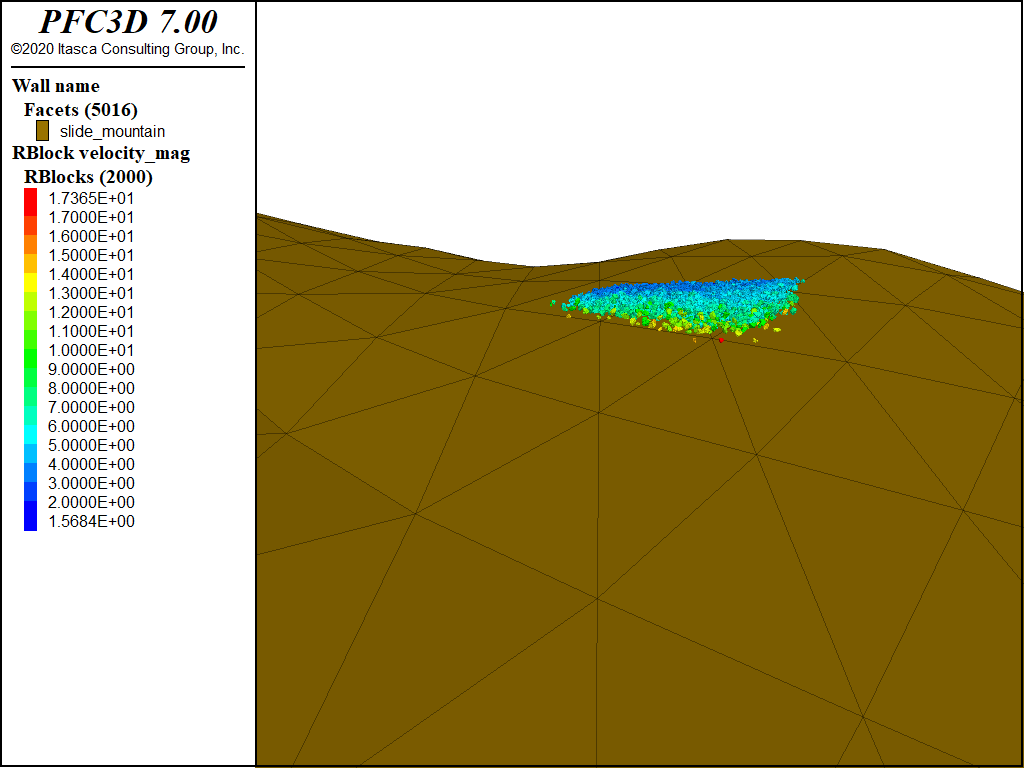 PFC3D 7.00
©2020 Itasca Consulting Group, Inc.
Wall name
Facets (5016)
slide_mountain
RBlock velocity_mag
RBlocks (2000)
1.7365E+01
1.7000E+01
1.6000E+01
1.5000E+01
1.4000E+01
1.3000E+01
1.2000E+01
1.1000E+01
1.0000E+01
9.0000E+00
8.0000E+00
7.0000E+00
6.0000E+00
5.0000E+00
4.0000E+00
3.0000E+00
2.0000E+00
1.5684E+00